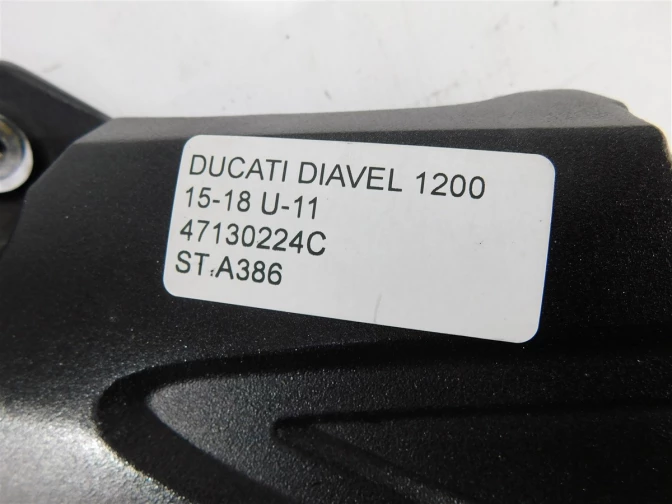 DUCATI DIAVEL 1200
15-18 U-11
47130224C
ST.A386